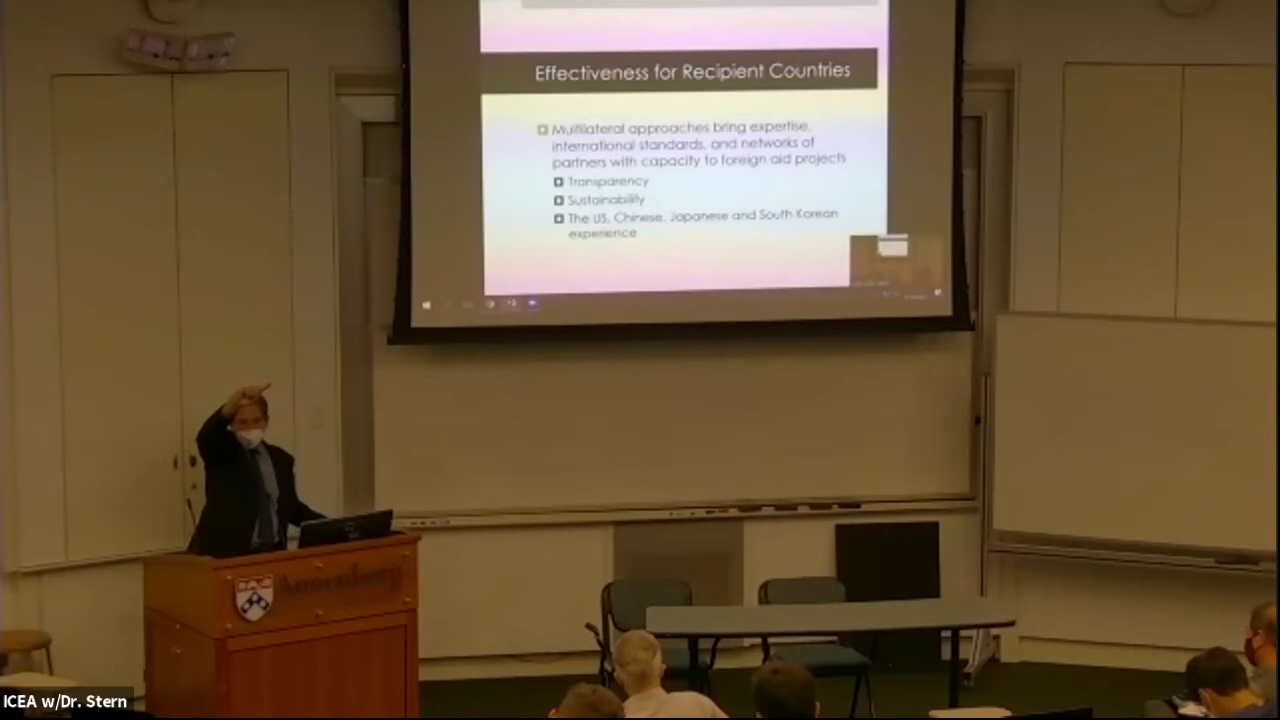 Effectiveness for Recipient Countries
Multilateral approaches bring expertise,
international standards, and networks of
partners with capacity to foreign aid projects
Transparency
Sustainability
The US, Chinese, Japanese and South Korean
experience
Annenberg
ICEA w/Dr. Stern